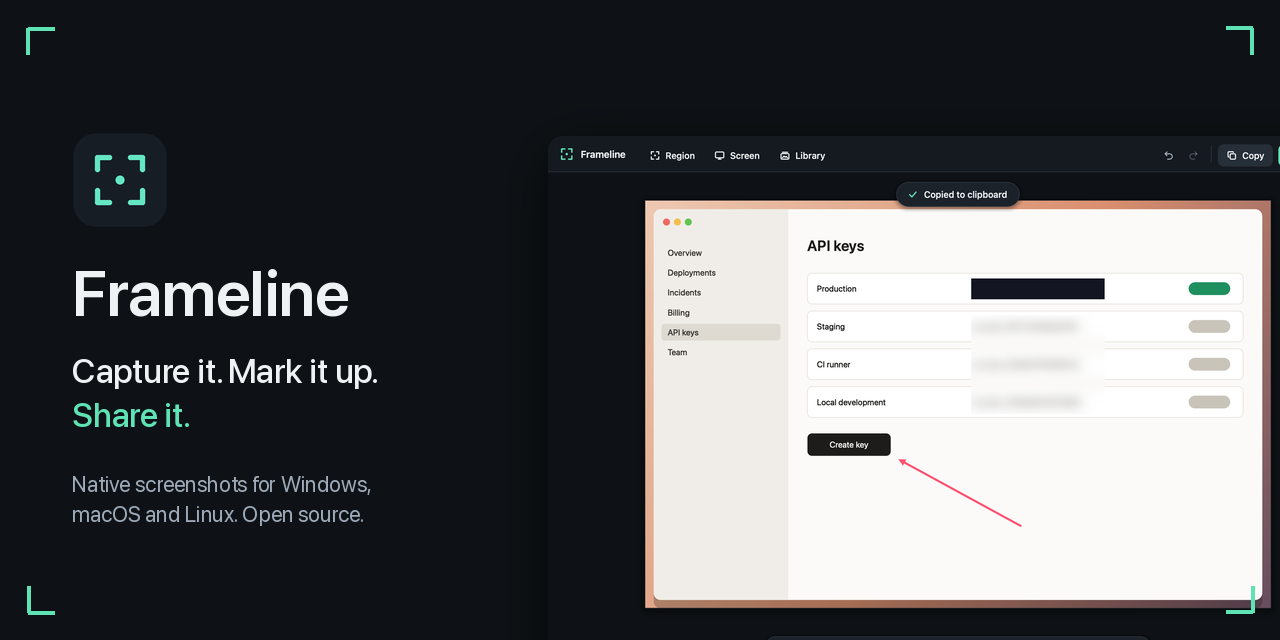 Frameline
Capture it. Mark it up.
Share it.
Native screenshots for Windows,
macOS and Linux. Open source.
Frameline
Region
Screen
Library
Copy
Copied to clipboard
Overview
Deployments
Incidents
Billing
API keys
Team
API keys
Production
Staging
CI runner
Local development
Create key